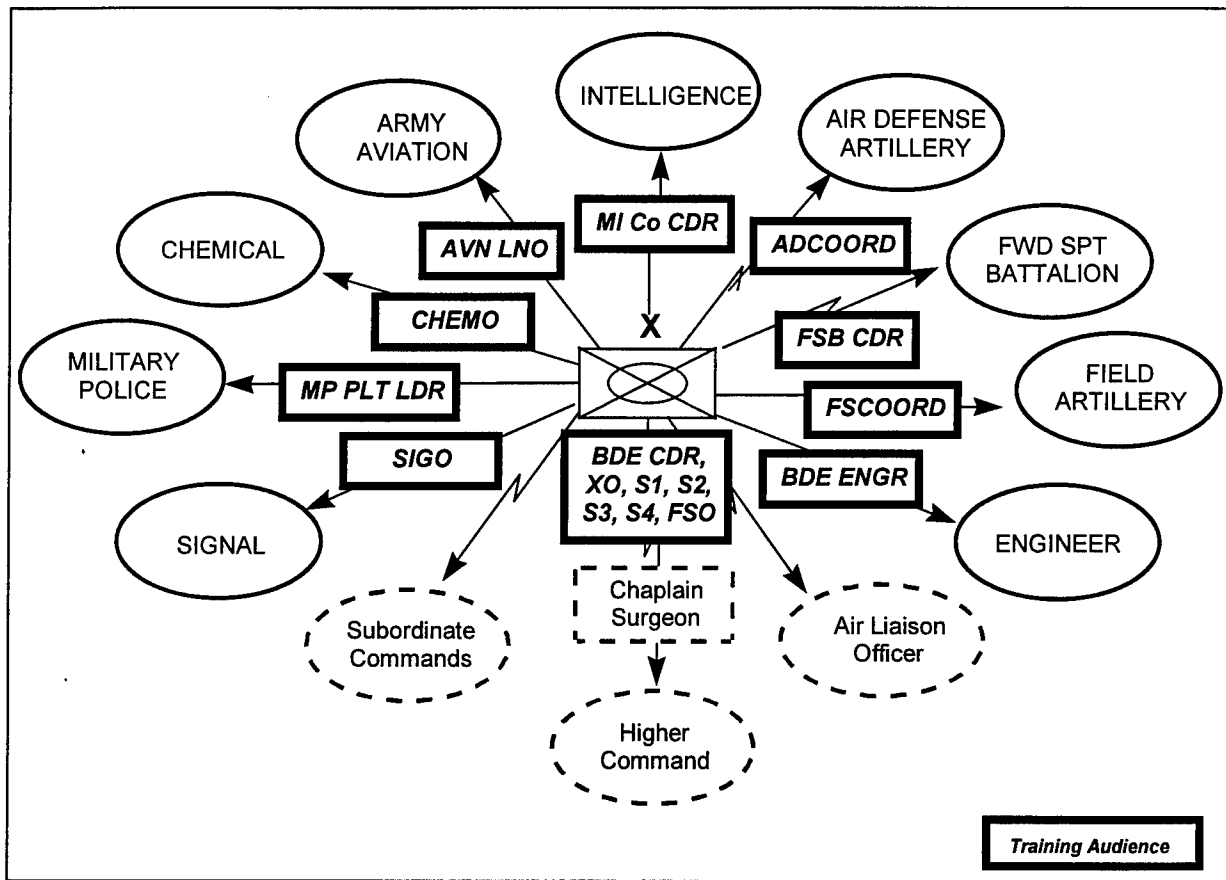 INTELLIGENCE
ARMY
AVIATION
AIR DEFENSE
ARTILLERY
MI Co CDR
AVN LNO
ADCOORD
CHEMICAL
FWD SPT
BATTALION
CHEMO
X
FSB CDR
MILITARY
POLICE
MP PLT LDR
FIELD
ARTILLERY
FSCOORD
SIGO
BDE CDR,
XO, S1, S2,
S3, S4, FSO
BDE ENGR
SIGNAL
ENGINEER
Chaplain
Surgeon
Subordinate
Commands
Air Liaison
Officer
Higher
Command
Training Audience